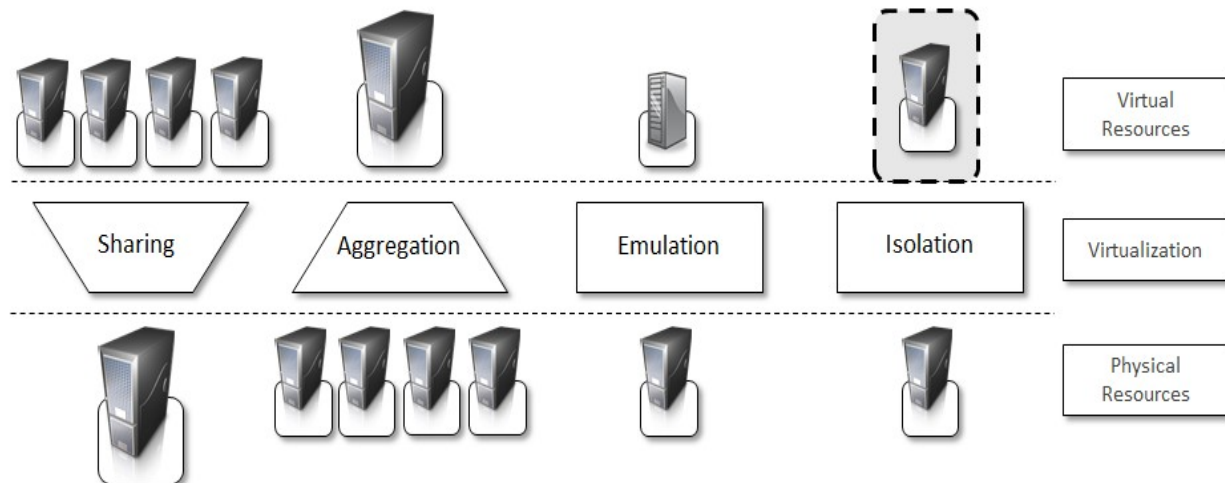 Virtual
Resources
Sharing
Aggregation
Emulation
Isolation
Virtualization
Physical
Resources